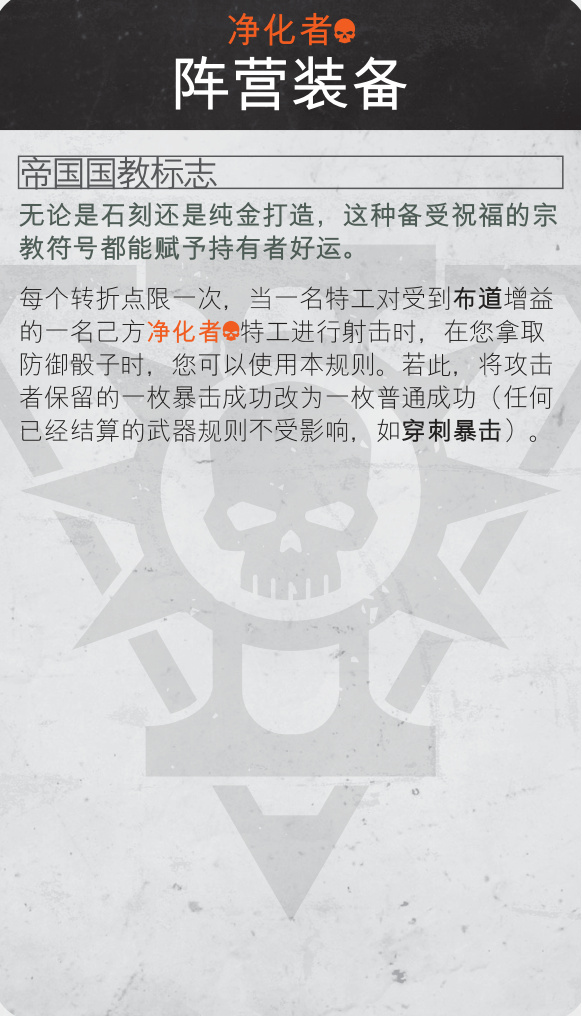 净化者
阵营装备
帝国国教标志
无论是石刻还是纯金打造，这种备受祝福的宗
教符号都能赋予持有者好运。
每个转折点限一次，当一名特工对受到布道增益
的一名己方净化者特工进行射击时，在您拿取
防御骰子时，您可以使用本规则。若此，将攻击
者保留的一枚暴击成功改为一枚普通成功（任何
已经结算的武器规则不受影响，如穿刺暴击）。